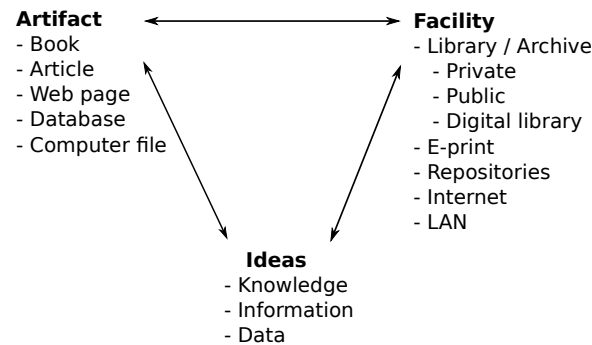 Artifact
- Book
- Article
- Web page
- Database
- Computer file
Facility
- Library / Archive
- Private
- Public
- Digital library
- E-print
- Repositories
- Internet
- LAN
Ideas
- Knowledge
- Information
- Data